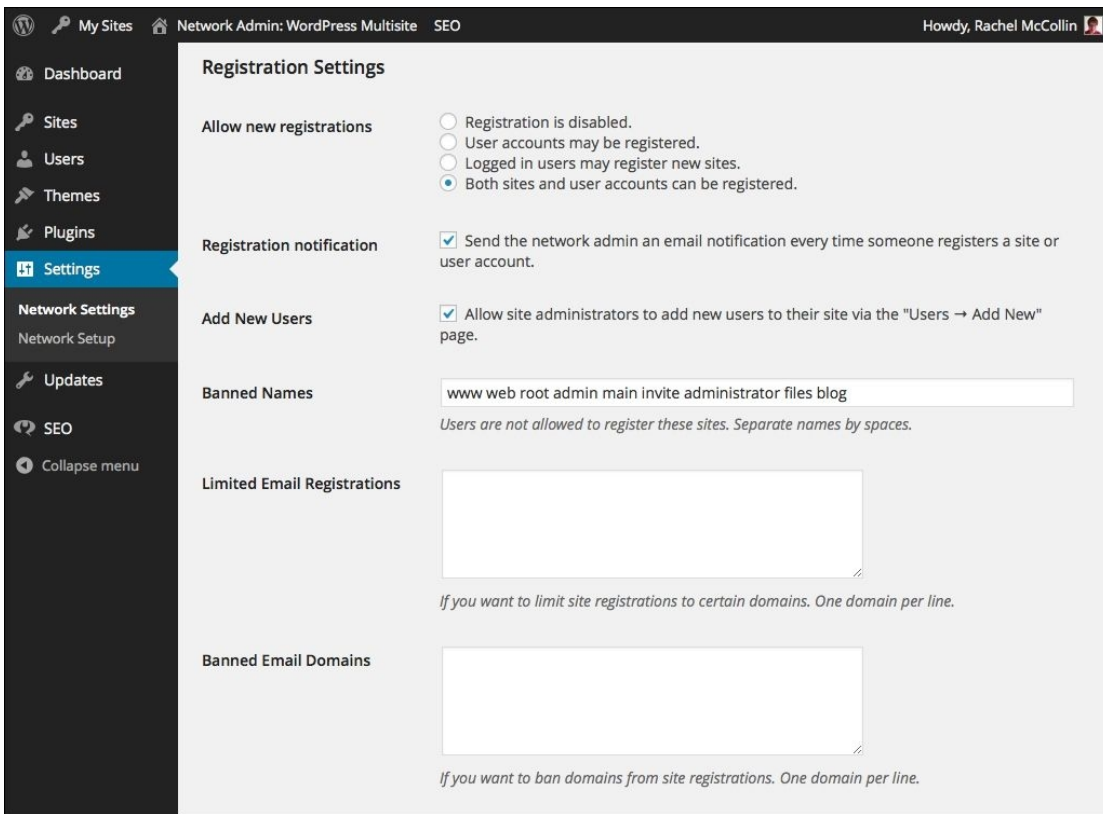 My Sites Network Admin: WordPress Multisite SEO Howdy, Rachel McCollin
Dashboard
Sites
Users
Themes
Plugins
Settings
Network Settings
Network Setup
Updates
SEO
Collapse menu
Registration Settings
Allow new registrations
Registration is disabled.
User accounts may be registered.
Logged in users may register new sites.
Both sites and user accounts can be registered.
Registration notification
Send the network admin an email notification every time someone registers a site or
user account.
Add New Users
Allow site administrators to add new users to their site via the "Users → Add New"
page.
Banned Names
www web root admin main invite administrator files blog
Users are not allowed to register these sites. Separate names by spaces.
Limited Email Registrations
If you want to limit site registrations to certain domains. One domain per line.
Banned Email Domains
If you want to ban domains from site registrations. One domain per line.